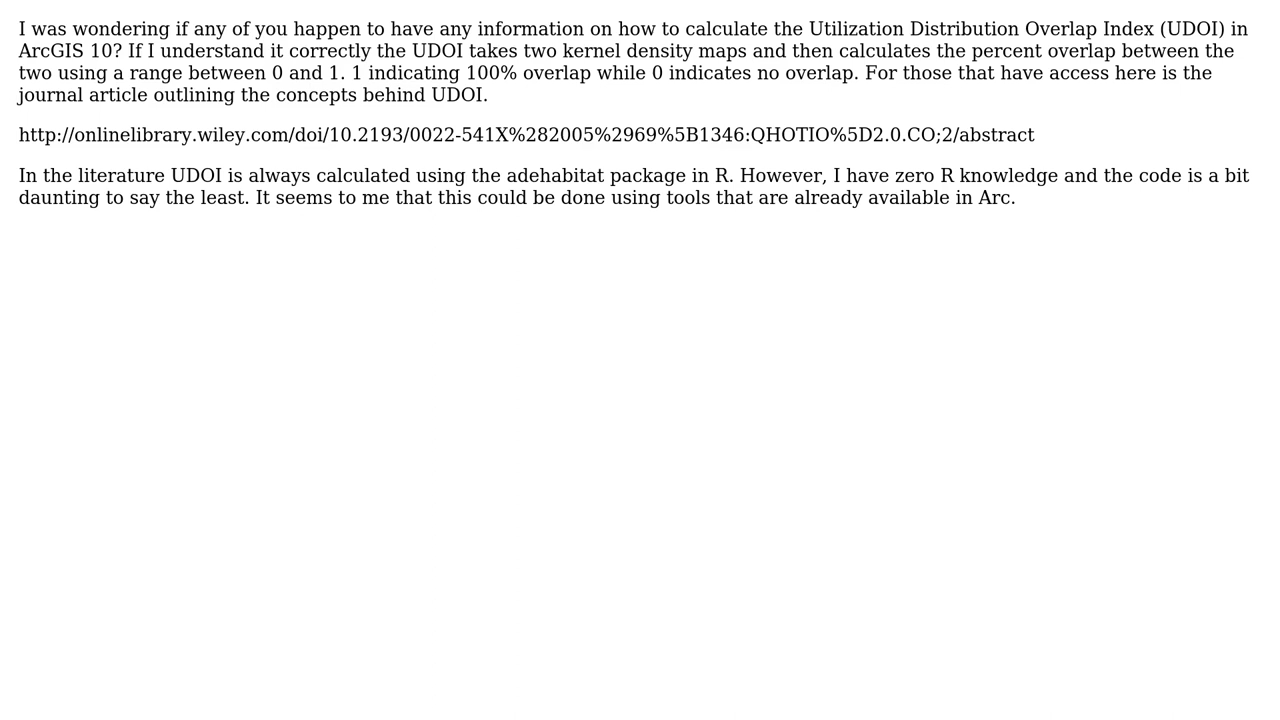 I was wondering if any of you happen to have any information on how to calculate the Utilization Distribution Overlap Index (UDOI) in
ArcGIS 10? If I understand it correctly the UDOI takes two kernel density maps and then calculates the percent overlap between the
two using a range between 0 and 1. 1 indicating 100% overlap while 0 indicates no overlap. For those that have access here is the
journal article outlining the concepts behind UDOI.
http://onlinelibrary.wiley.com/doi/10.2193/0022-541X%282005%2969%5B1346:QHOTIO%5D2.0.CO;2/abstract
In the literature UDOI is always calculated using the adehabitat package in R. However, I have zero R knowledge and the code is a bit
daunting to say the least. It seems to me that this could be done using tools that are already available in Arc.